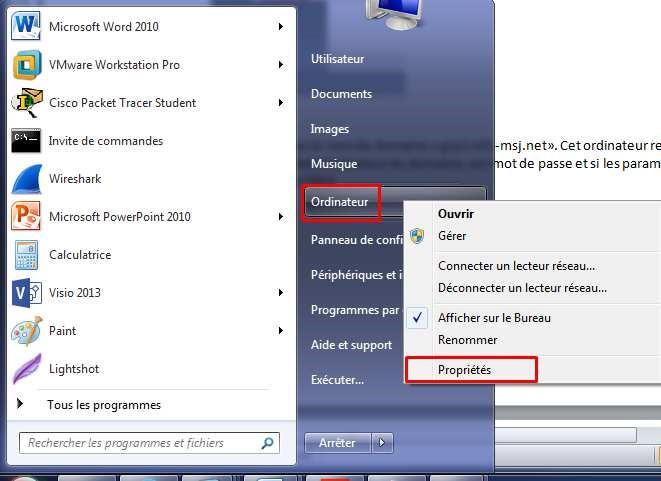 Microsoft Word 2010
VMware Workstation Pro
Cisco Packet Tracer Student
Invite de commandes
Wireshark
Microsoft PowerPoint 2010
Calculatrice
Visio 2013
Paint
Lightshot
Tous les programmes
Rechercher les programmes et fichiers
Utilisateur
Documents
Images
Musique
Ordinateur
Panneau de confi
Périphériques et i
Programmes par
Aide et support
Exécuter...
Arrêter
Ouvrir
Gérer
Connecter un lecteur réseau...
Déconnecter un lecteur réseau...
Afficher sur le Bureau
Renommer
Propriétés
-msj.net». Cet ordinateur re
mot de passe et si les param